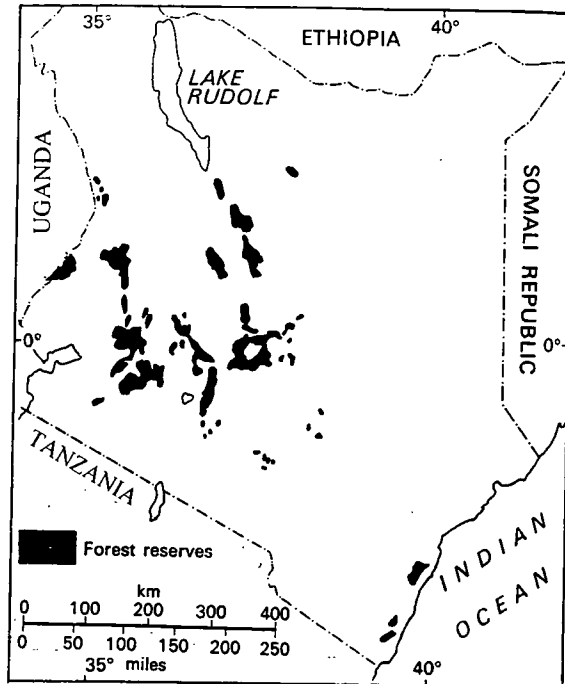 35°
40°
ETHIOPIA
LAKE
RUDOLF
UGANDA
SOMALI REPUBLIC
0°
0°
TANZANIA
Forest reserves
km
0 100 200 300 400
0 50 100 150 200 250
35° miles
INDIAN
OCEAN
40°